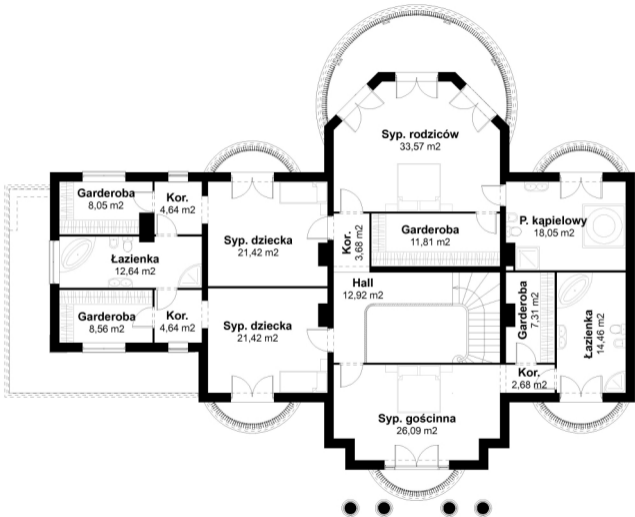 Syp. rodziców
33,57 m2
Garderoba
8,05 m2
Kor.
4,64 m2
Syp. dziecka
21,42 m2
Kor.
3,68 m2
Garderoba
11,81 m2
P. kąpielowy
18,05 m2
Łazienka
12,64 m2
Hall
12,92 m2
Garderoba
7,31 m2
Łazienka
14,46 m2
Garderoba
8,56 m2
Kor.
4,64 m2
Syp. dziecka
21,42 m2
Kor.
2,68 m2
Syp. gościnna
26,09 m2